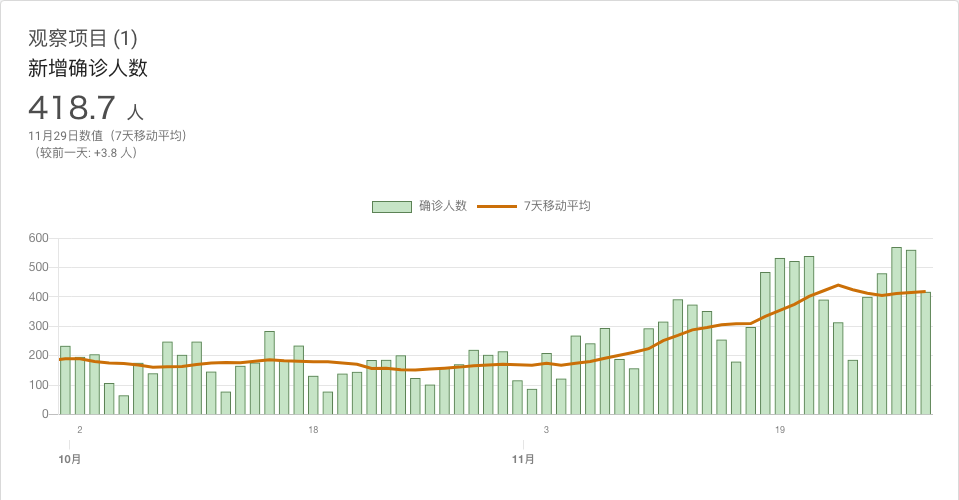 观察项目 (1)
新增确诊人数
418.7 人
11月29日数值（7天移动平均）
（较前一天: +3.8 人）
确诊人数 7天移动平均
600
500
400
300
200
100
0
2 18 3 19
10月 11月